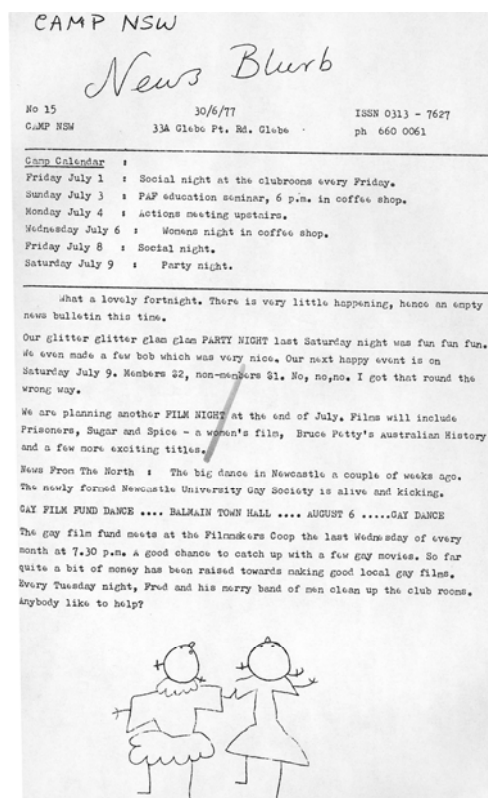 CAMP NSW
News Blurb
No 15 30/6/77 ISSN 0313 - 7627
CAMP NSW 33A Glebe Pt. Rd. Glebe . ph 660 0061
Camp Calendar :
Friday July 1 : Social night at the clubrooms every Friday.
Sunday July 3 : PAF education seminar, 6 p.m. in coffee shop.
Monday July 4 : Actions meeting upstairs.
Wednesday July 6 : Womens night in coffee shop.
Friday July 8 : Social night.
Saturday July 9 : Party night.
What a lovely fortnight. There is very little happening, hence an empty
news bulletin this time.
Our glitter glitter glam glam PARTY NIGHT last Saturday night was fun fun fun.
We even made a few bob which was very nice. Our next happy event is on
Saturday July 9. Members $2, non-members $1. No, no,no. I got that round the
wrong way.
We are planning another FILM NIGHT at the end of July. Films will include
Prisoners, Sugar and Spice - a women's film, Bruce Petty's Australian History
and a few more exciting titles.
News From The North : The big dance in Newcastle a couple of weeks ago.
The newly formed Newcastle University Gay Society is alive and kicking.
GAY FILM FUND DANCE .... BALMAIN TOWN HALL .... AUGUST 6 .....GAY DANCE
The gay film fund meets at the Filmmakers Coop the last Wednesday of every
month at 7.30 p.m. A good chance to catch up with a few gay movies. So far
quite a bit of money has been raised towards making good local gay films.
Every Tuesday night, Fred and his merry band of men clean up the club rooms.
Anybody like to help?